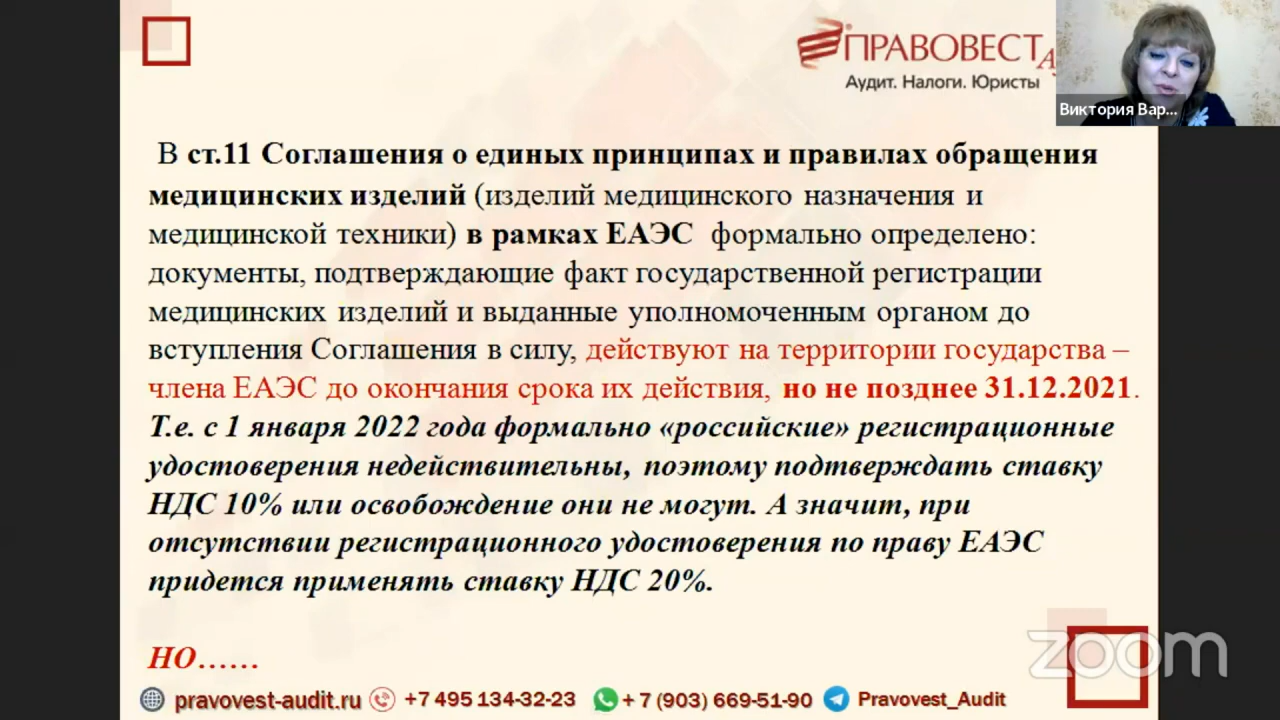 ПРАВОВЕСТ
Аудит. Налоги. Юристы
Виктория Вар...
В ст.11 Соглашения о единых принципах и правилах обращения
медицинских изделий (изделий медицинского назначения и
медицинской техники) в рамках ЕАЭС формально определено:
документы, подтверждающие факт государственной регистрации
медицинских изделий и выданные уполномоченным органом до
вступления Соглашения в силу, действуют на территории государства –
члена ЕАЭС до окончания срока их действия, но не позднее 31.12.2021.
Т.е. с 1 января 2022 года формально «российские» регистрационные
удостоверения недействительны, поэтому подтверждать ставку
НДС 10% или освобождение они не могут. А значит, при
отсутствии регистрационного удостоверения по праву ЕАЭС
придется применять ставку НДС 20%.
НО......
zoom
pravovest-audit.ru +7 495 134-32-23 + 7 (903) 669-51-90 Pravovest_Audit